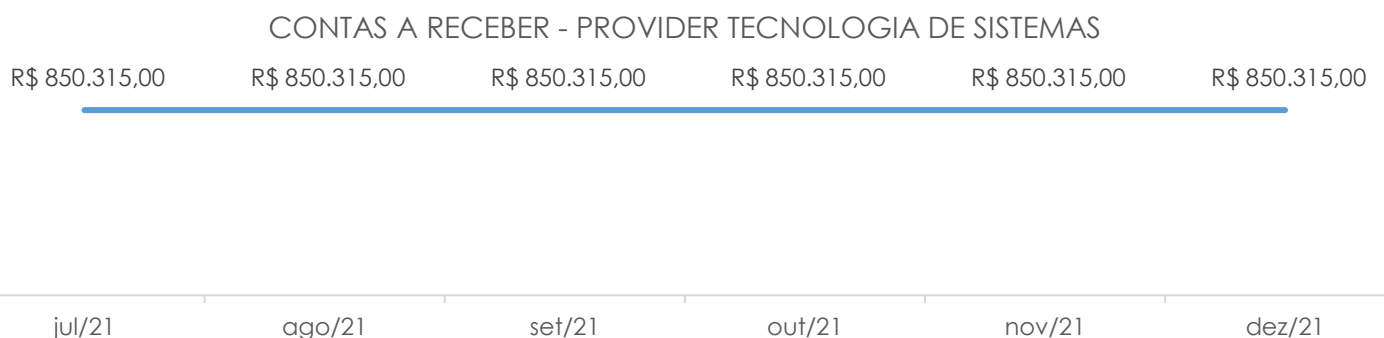 CONTAS A RECEBER - PROVIDER TECNOLOGIA DE SISTEMAS
R$ 850.315,00 R$ 850.315,00 R$ 850.315,00 R$ 850.315,00 R$ 850.315,00 R$ 850.315,00
jul/21 ago/21 set/21 out/21 nov/21 dez/21